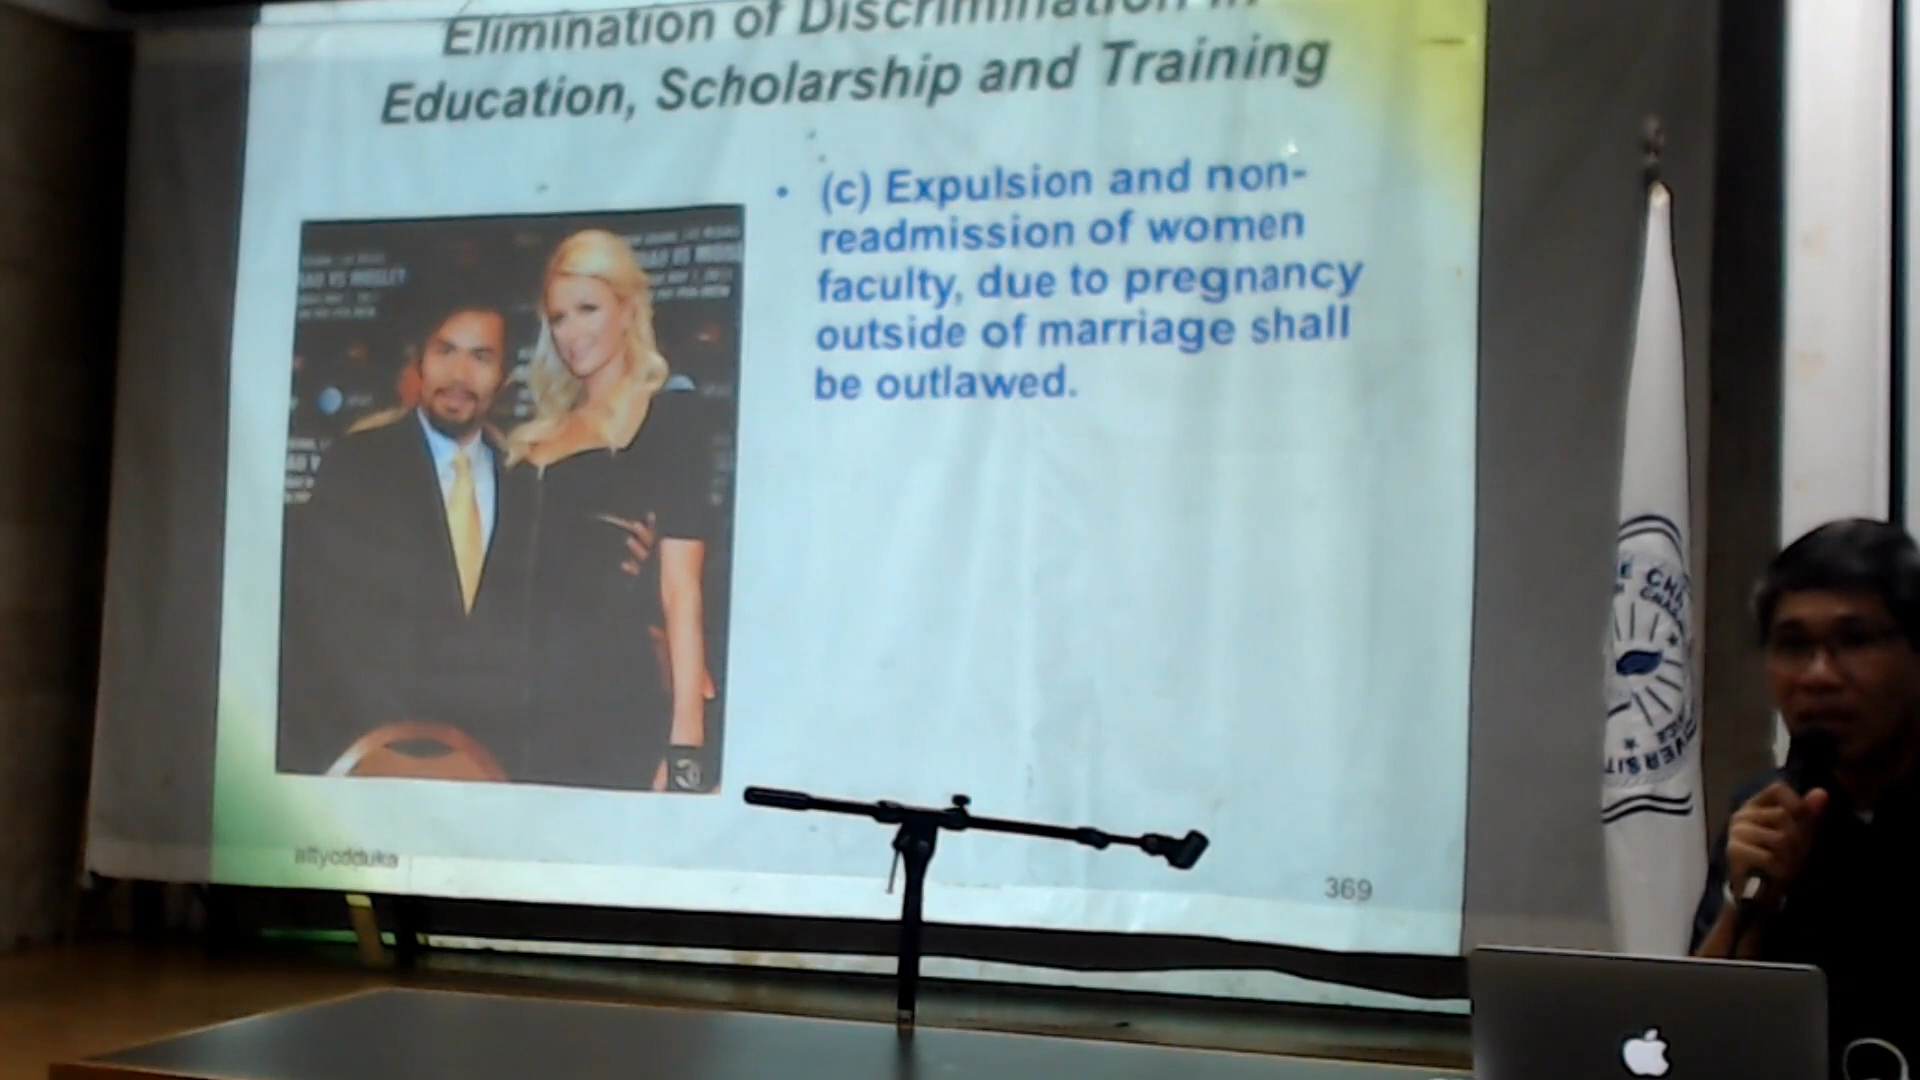 Elimination of Discrimination in
Education, Scholarship and Training
• (c) Expulsion and non-
readmission of women
faculty, due to pregnancy
outside of marriage shall
be outlawed.
attycdduka
369